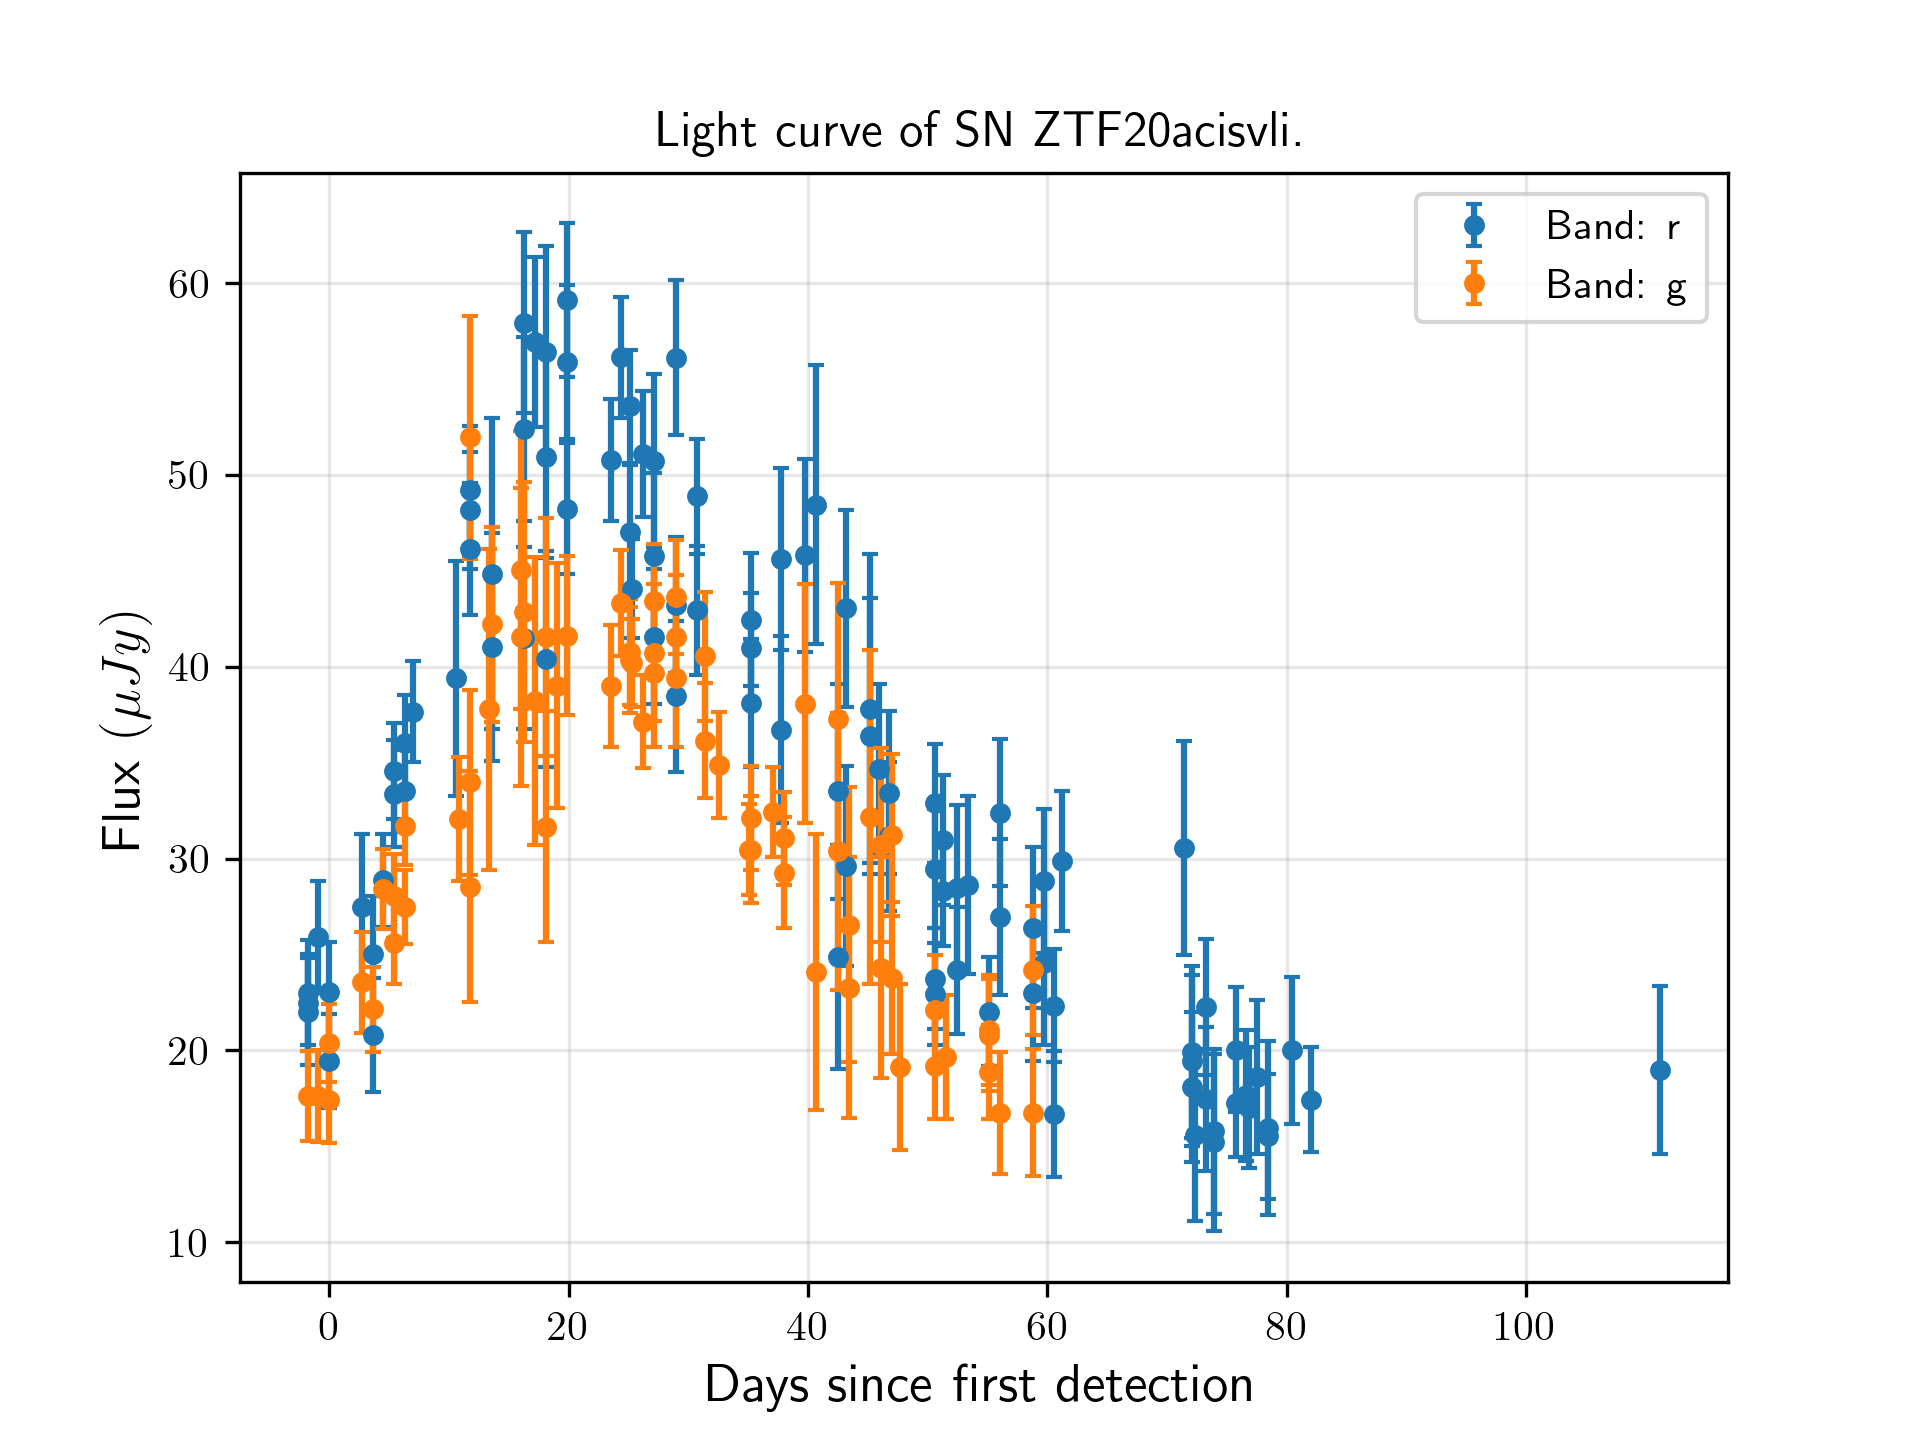 Light curve of SN ZTF20acisvli.
Band: r
Band: g
Flux (μJy)
60
50
40
30
20
10
0 20 40 60 80 100
Days since first detection